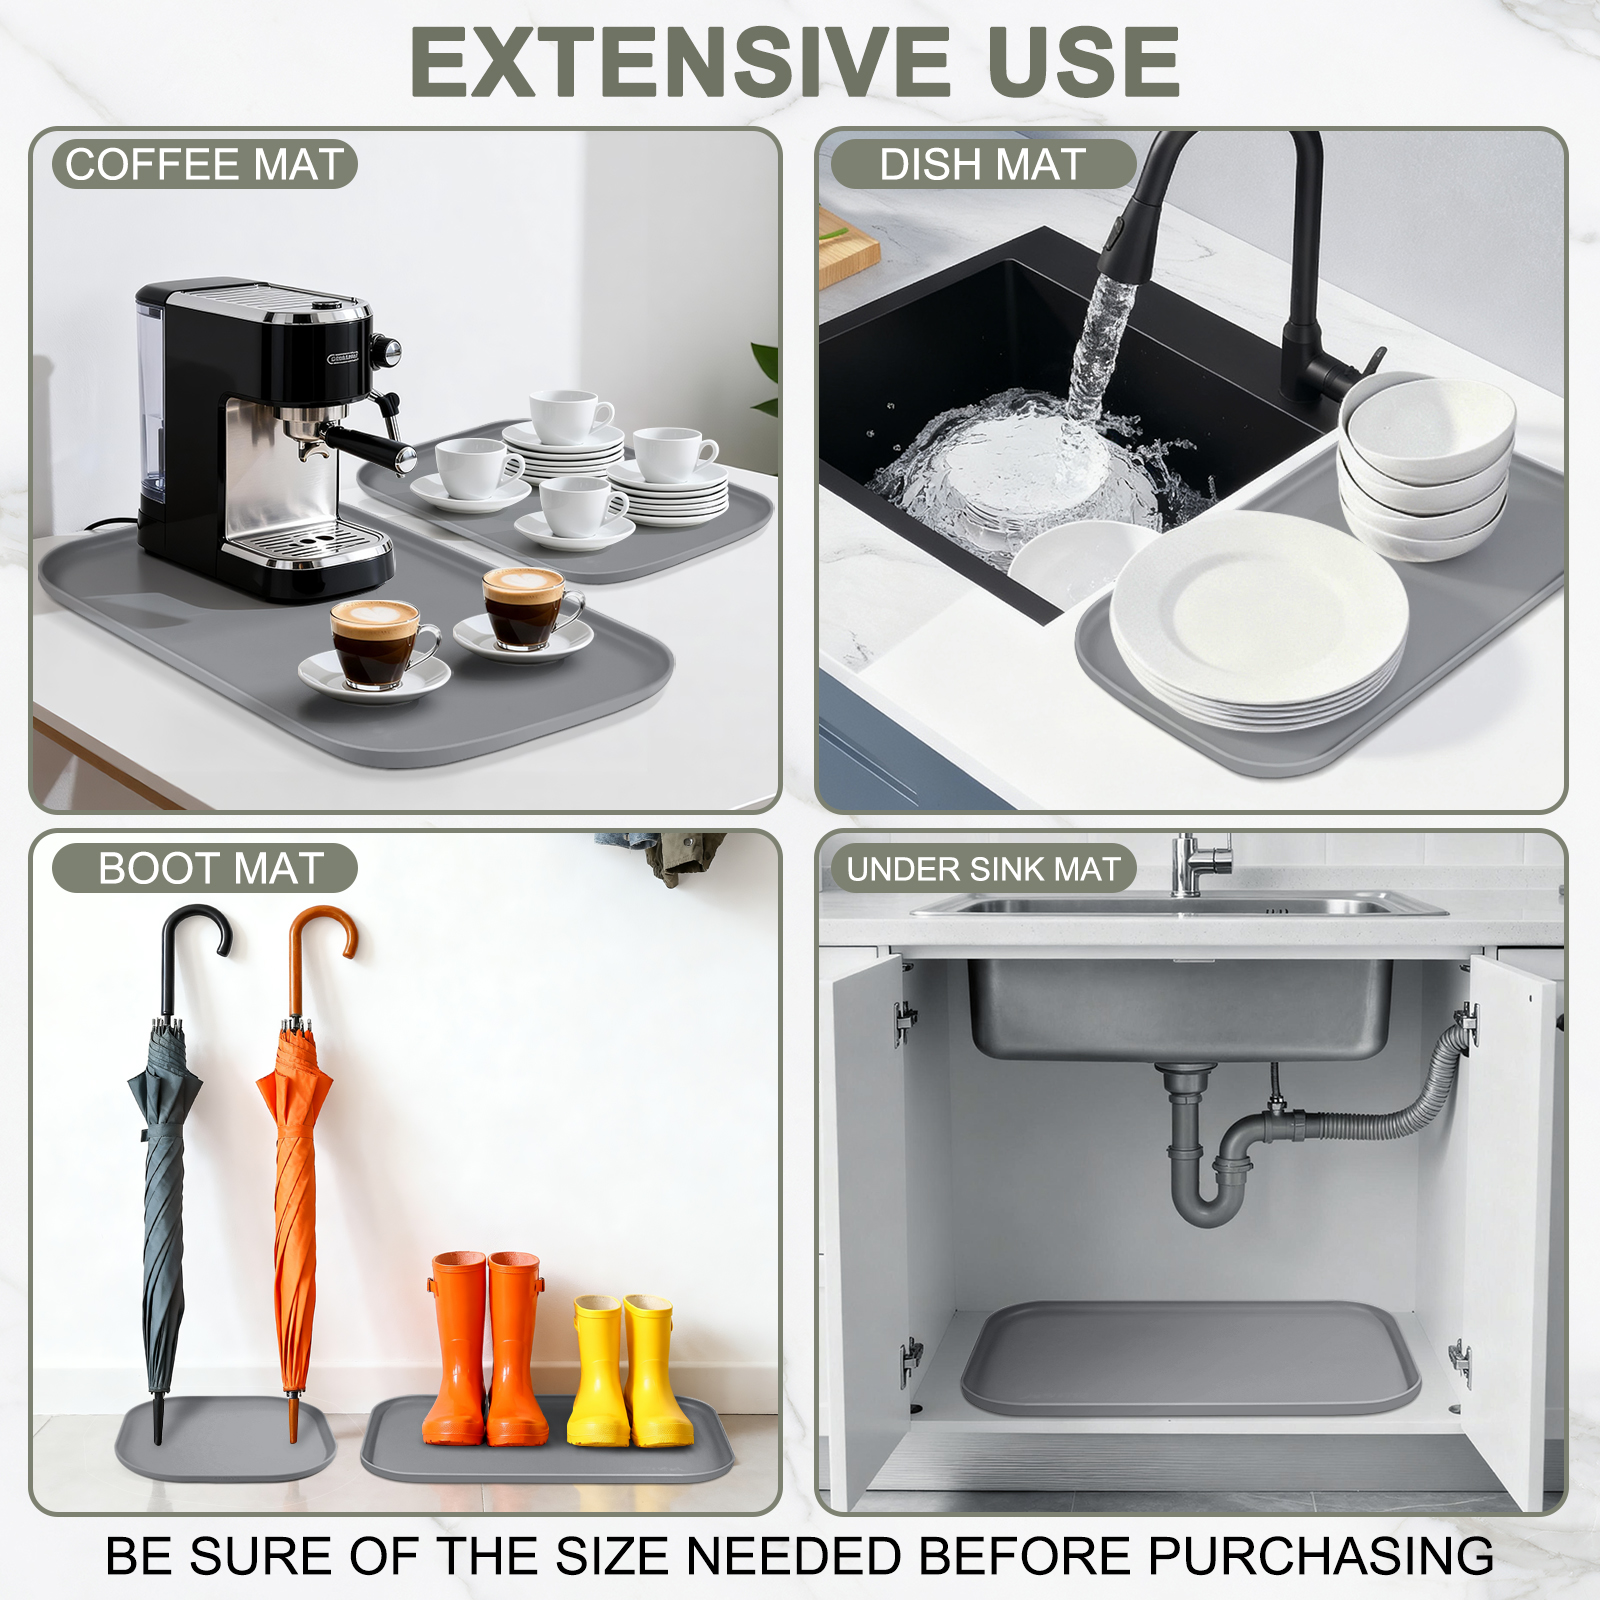 EXTENSIVE USE
COFFEE MAT
DISH MAT
BOOT MAT
UNDER SINK MAT
BE SURE OF THE SIZE NEEDED BEFORE PURCHASING